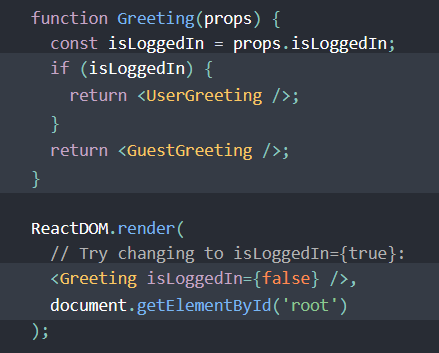 function Greeting(props) {
  const isLoggedIn = props.isLoggedIn;
  if (isLoggedIn) {
    return <UserGreeting />;
  }
  return <GuestGreeting />;
}

ReactDOM.render(
  // Try changing to isLoggedIn={true}:
  <Greeting isLoggedIn={false} />,
  document.getElementById('root')
);